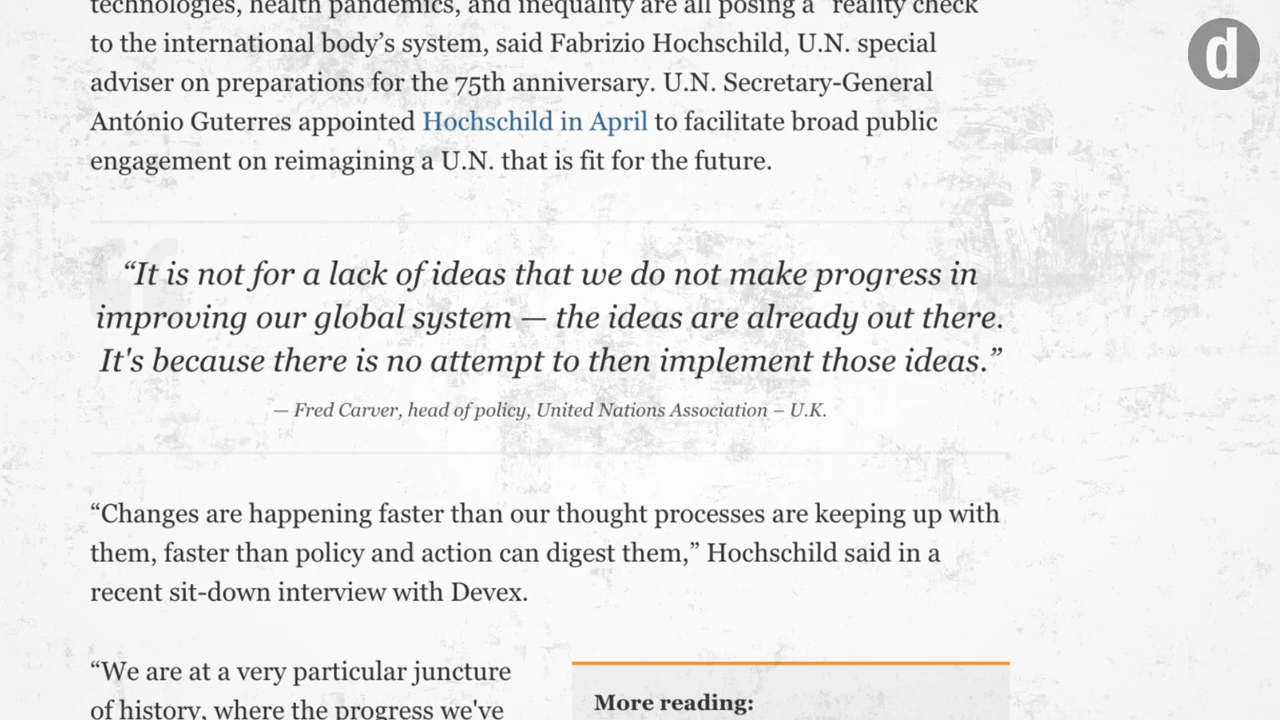 technologies, health pandemics, and inequality are all posing a “reality check”
to the international body’s system, said Fabrizio Hochschild, U.N. special
adviser on preparations for the 75th anniversary. U.N. Secretary-General
António Guterres appointed Hochschild in April to facilitate broad public
engagement on reimagining a U.N. that is fit for the future.
“It is not for a lack of ideas that we do not make progress in
improving our global system — the ideas are already out there.
It's because there is no attempt to then implement those ideas.”
— Fred Carver, head of policy, United Nations Association – U.K.
“Changes are happening faster than our thought processes are keeping up with
them, faster than policy and action can digest them,” Hochschild said in a
recent sit-down interview with Devex.
“We are at a very particular juncture
of history, where the progress we've
More reading:
d